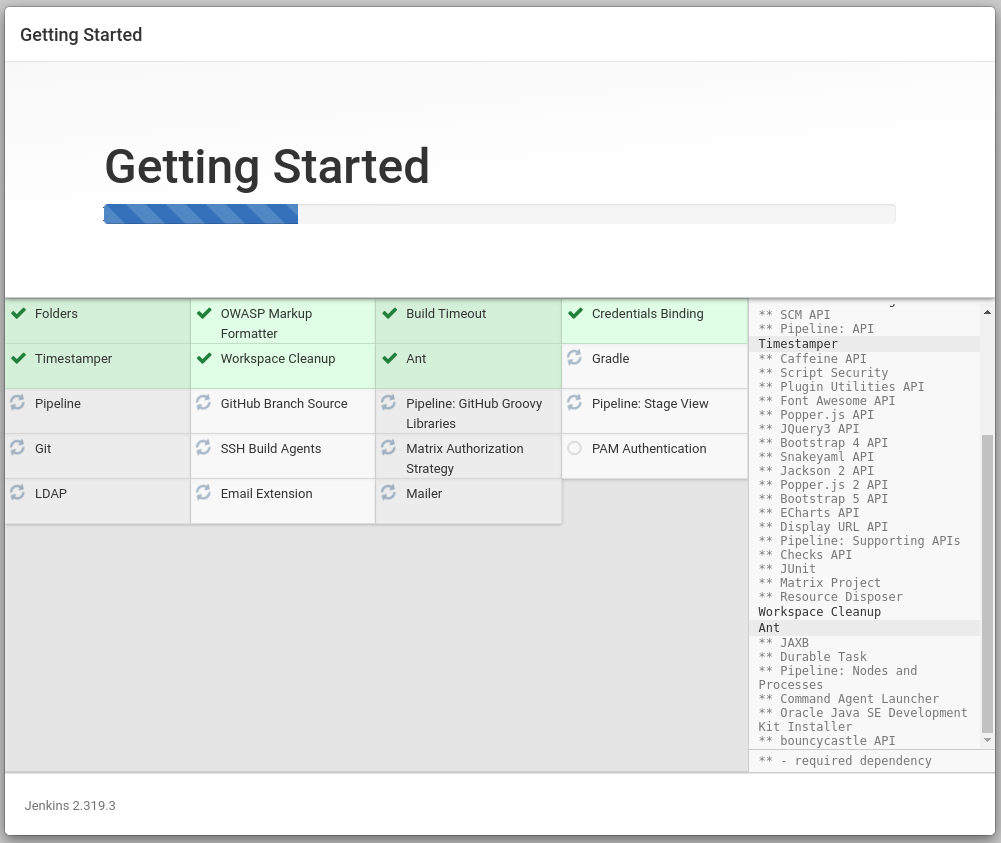 Getting Started
Getting Started
Folders
OWASP Markup
Formatter
Build Timeout
Credentials Binding
Timestamper
Workspace Cleanup
Ant
Gradle
Pipeline
GitHub Branch Source
Pipeline: GitHub Groovy
Libraries
Pipeline: Stage View
Git
SSH Build Agents
Matrix Authorization
Strategy
PAM Authentication
LDAP
Email Extension
Mailer
** SCM API
** Pipeline: API
Timestamper
** Caffeine API
** Script Security
** Plugin Utilities API
** Font Awesome API
** Popper.js API
** JQuery3 API
** Bootstrap 4 API
** Snakeyaml API
** Jackson 2 API
** Popper.js 2 API
** Bootstrap 5 API
** ECharts API
** Display URL API
** Pipeline: Supporting APIs
** Checks API
** JUnit
** Matrix Project
** Resource Disposer
Workspace Cleanup
Ant
** JAXB
** Durable Task
** Pipeline: Nodes and
Processes
** Command Agent Launcher
** Oracle Java SE Development
Kit Installer
** bouncycastle API
** - required dependency
Jenkins 2.319.3